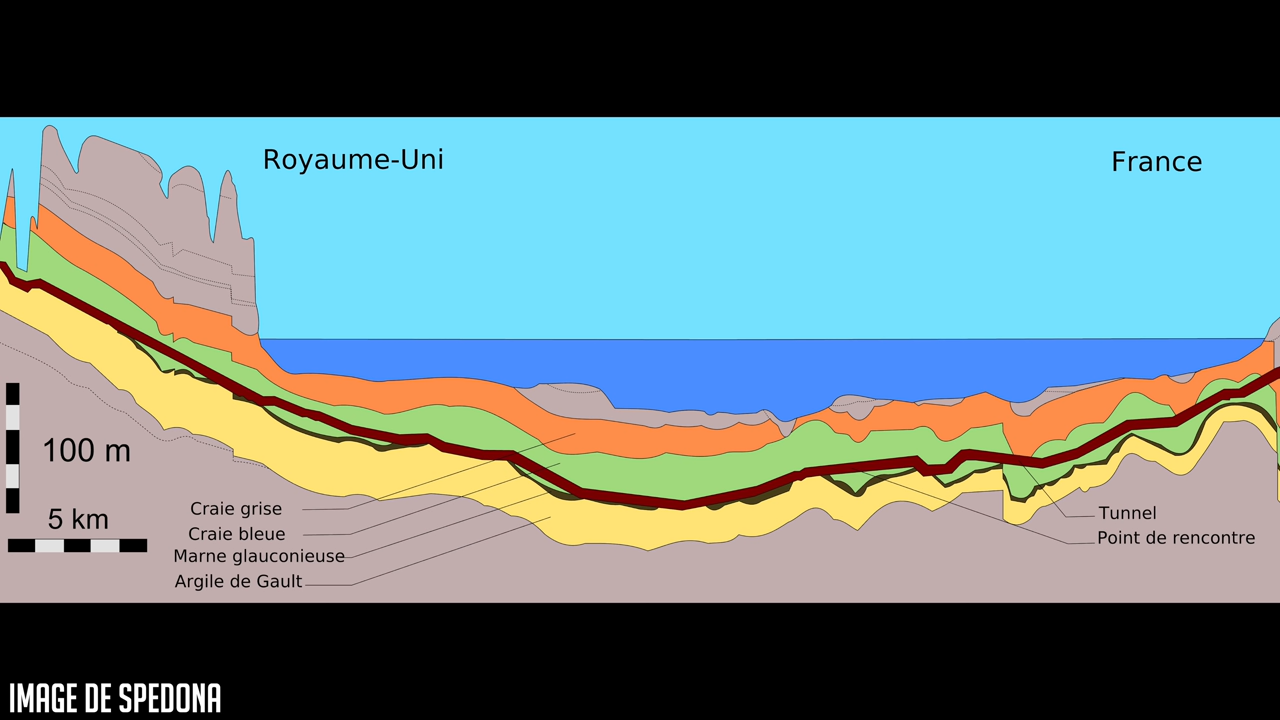 Royaume-Uni
France
100 m
5 km
Craie grise
Craie bleue
Marne glauconieuse
Argile de Gault
Tunnel
Point de rencontre
IMAGE DE SPEDONA